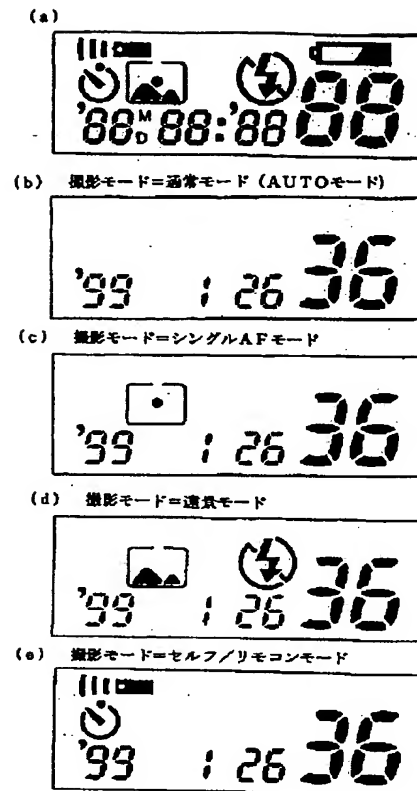 (a)
'88 M D 88:'88 88
(b) 撮影モード=通常モード (AUTOモード)
'99 1 26 36
(c) 撮影モード=シングルAFモード
'99 1 26 36
(d) 撮影モード=遠景モード
'99 1 26 36
(e) 撮影モード=セルフ/リモコンモード
'99 1 26 36